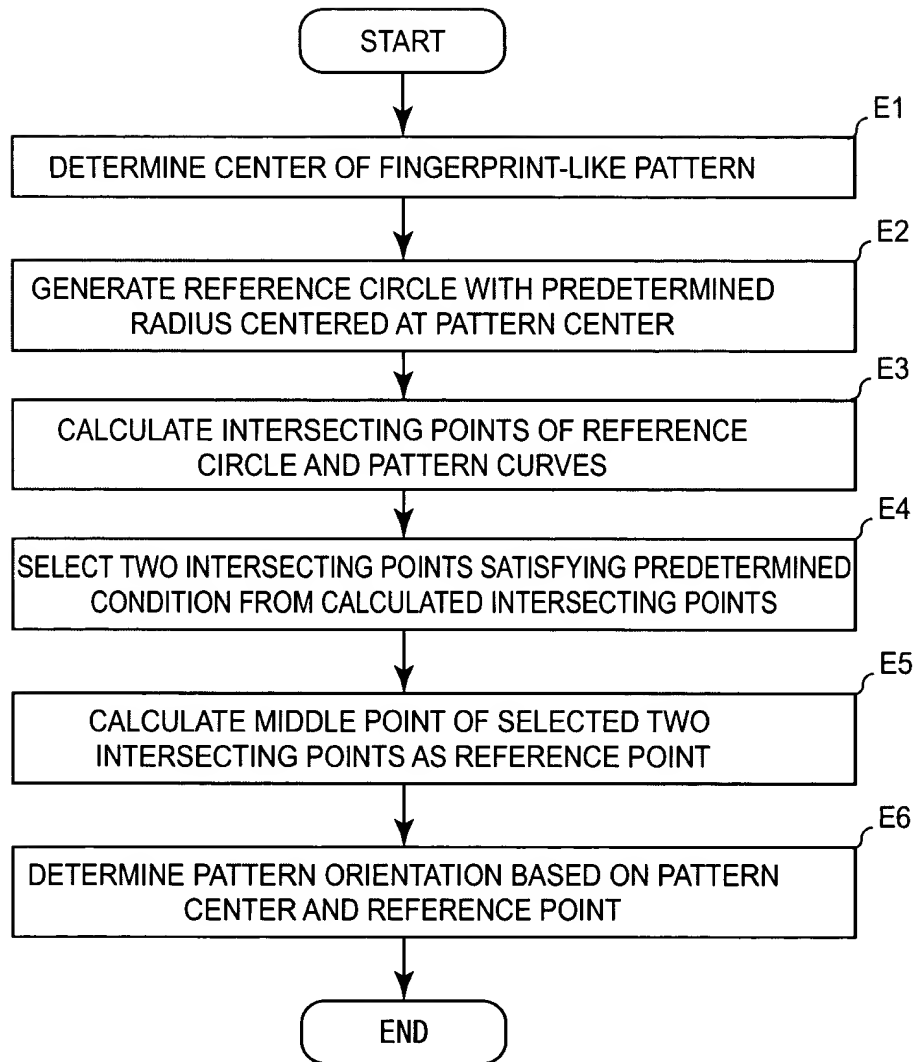 START
E1
DETERMINE CENTER OF FINGERPRINT-LIKE PATTERN
E2
GENERATE REFERENCE CIRCLE WITH PREDETERMINED
RADIUS CENTERED AT PATTERN CENTER
E3
CALCULATE INTERSECTING POINTS OF REFERENCE
CIRCLE AND PATTERN CURVES
E4
SELECT TWO INTERSECTING POINTS SATISFYING PREDETERMINED
CONDITION FROM CALCULATED INTERSECTING POINTS
E5
CALCULATE MIDDLE POINT OF SELECTED TWO
INTERSECTING POINTS AS REFERENCE POINT
E6
DETERMINE PATTERN ORIENTATION BASED ON PATTERN
CENTER AND REFERENCE POINT
END